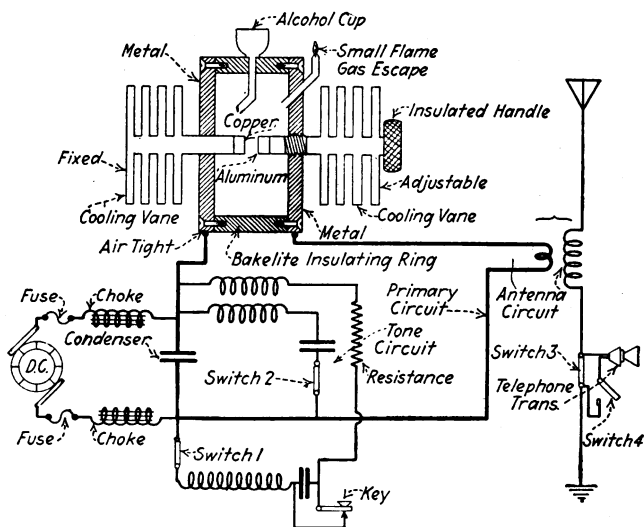 Alcohol Cup
Metal
Small Flame
Gas Escape
Insulated Handle
Copper
Fixed
Aluminum
Adjustable
Cooling Vane
Cooling Vane
Metal
Air Tight
Bakelite Insulating Ring
Fuse
Choke
Primary
Circuit
Antenna
Circuit
Condenser
Tone
Circuit
D.C.
Switch 2
Resistance
Switch 3
Telephone
Trans.
Fuse
Choke
Switch 4
Switch 1
Key